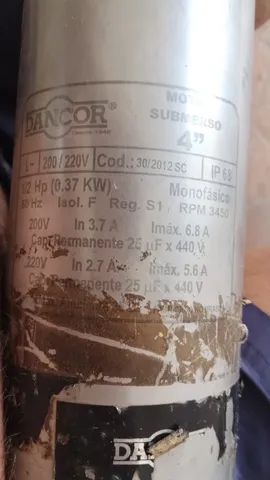 DANCOR®
MOTOR
SUBMERSO
4"
1~ 200/220V Cod.: 30/2012 SC IP 68
1/2 Hp (0.37 KW) Monofásico
60 Hz Isol. F Reg. S1 RPM 3450
200V In 3.7 A Imáx. 6.8 A
Cap. Permanente 25 µF x 440 V
220V In 2.7 A Imáx. 5.6 A
Cap. Permanente 25 µF x 440 V
DA